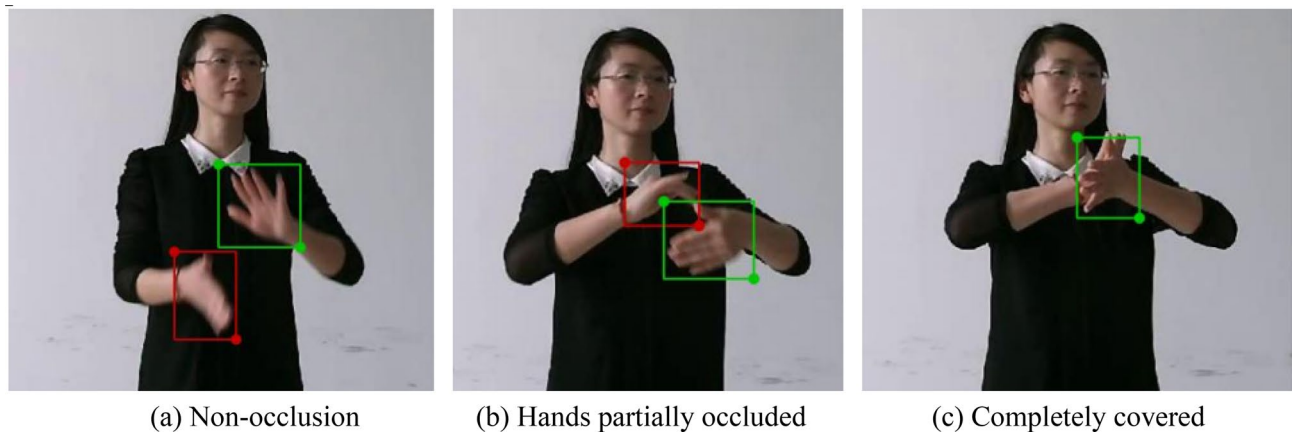 (a) Non-occlusion
(b) Hands partially occluded
(c) Completely covered